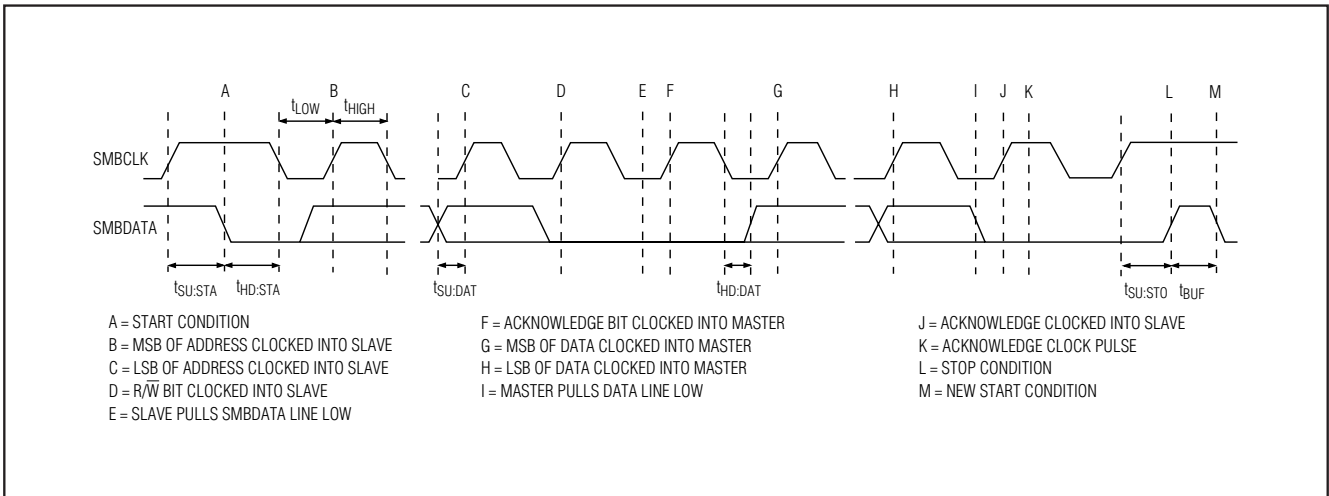 A B C D E F G H I J K L M
tLOW tHIGH
SMBCLK
SMBDATA
tSU:STA tHD:STA tSU:DAT tHD:DAT tSU:STO tBUF
A = START CONDITION
B = MSB OF ADDRESS CLOCKED INTO SLAVE
C = LSB OF ADDRESS CLOCKED INTO SLAVE
D = R/W̅ BIT CLOCKED INTO SLAVE
E = SLAVE PULLS SMBDATA LINE LOW
F = ACKNOWLEDGE BIT CLOCKED INTO MASTER
G = MSB OF DATA CLOCKED INTO MASTER
H = LSB OF DATA CLOCKED INTO MASTER
I = MASTER PULLS DATA LINE LOW
J = ACKNOWLEDGE CLOCKED INTO SLAVE
K = ACKNOWLEDGE CLOCK PULSE
L = STOP CONDITION
M = NEW START CONDITION